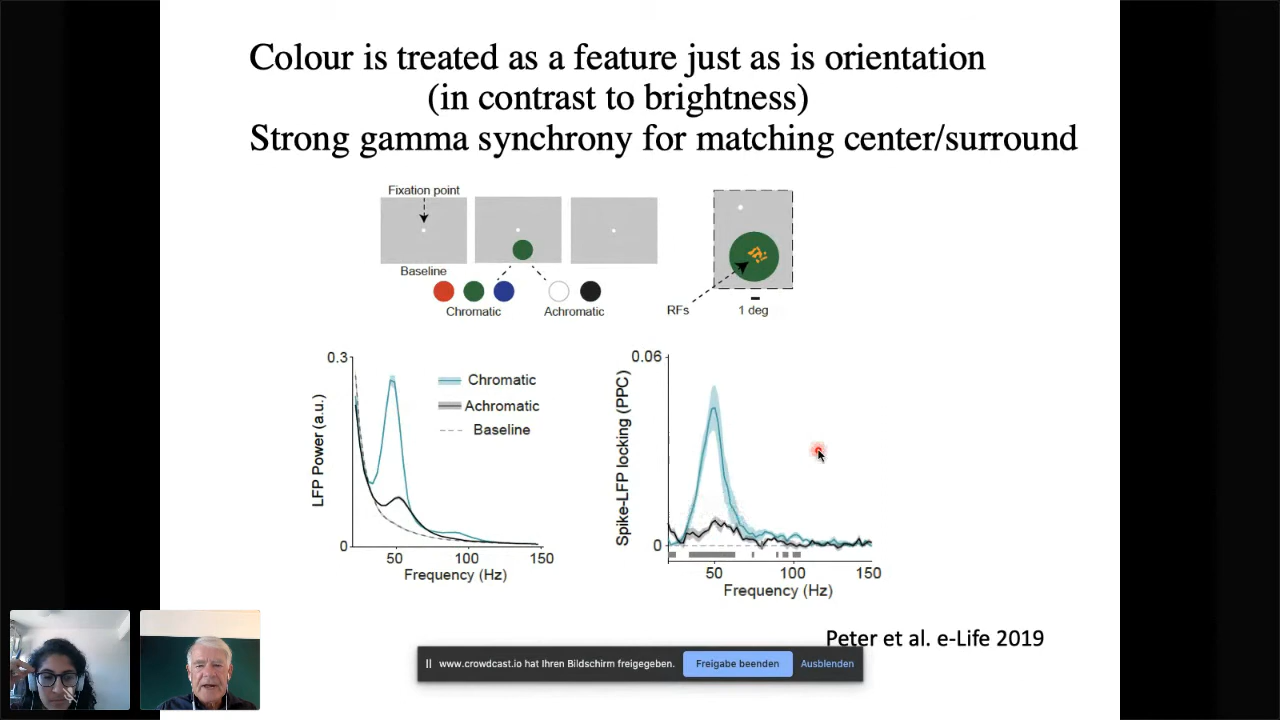 Colour is treated as a feature just as is orientation
(in contrast to brightness)
Strong gamma synchrony for matching center/surround
Fixation point
Baseline
Chromatic
Achromatic
RFs
1 deg
0.3
LFP Power (a.u.)
0
Chromatic
Achromatic
Baseline
50
100
150
Frequency (Hz)
0.06
Spike-LFP locking (PPC)
0
50
100
150
Frequency (Hz)
Peter et al. e-Life 2019
www.crowdcast.io hat Ihren Bildschirm freigegeben.
Freigabe beenden
Ausblenden